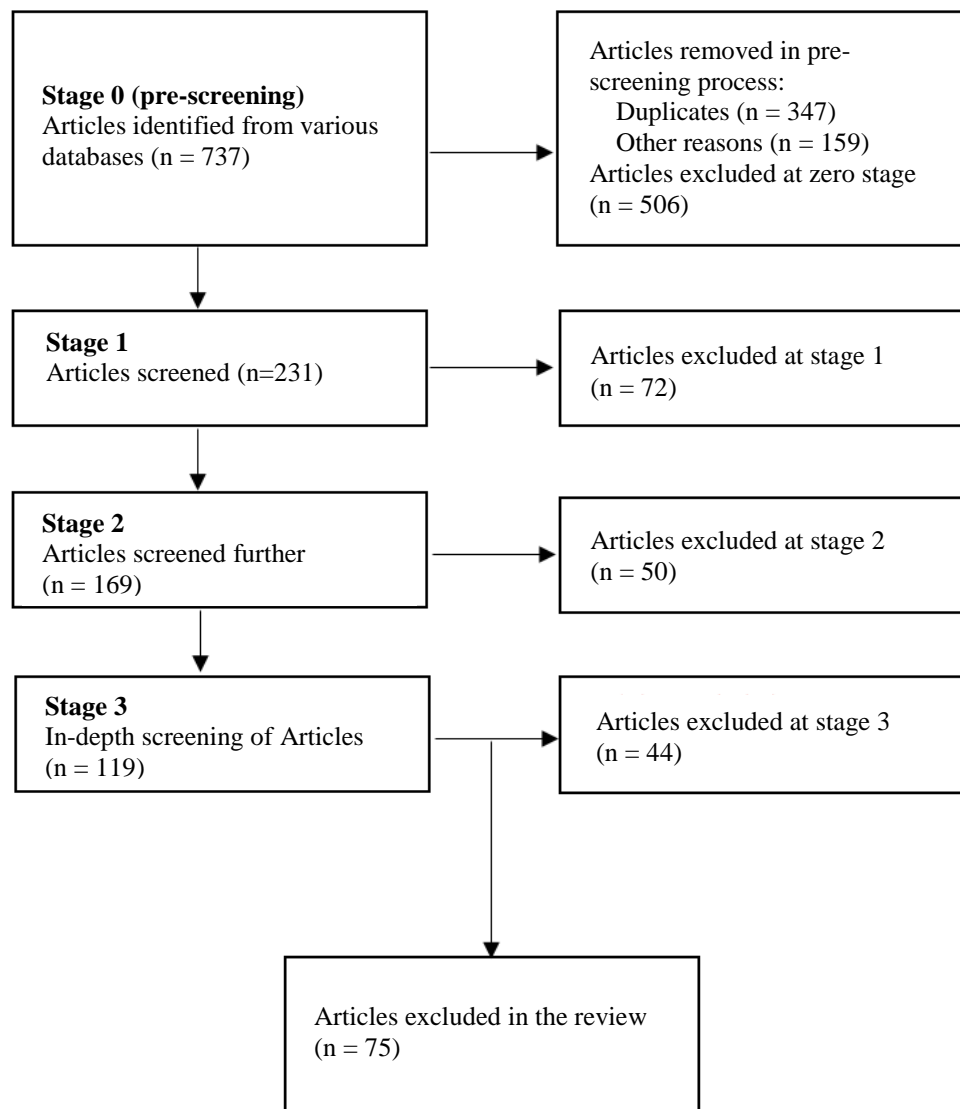 Stage 0 (pre-screening)
Articles identified from various
databases (n = 737)
Articles removed in pre-
screening process:
Duplicates (n = 347)
Other reasons (n = 159)
Articles excluded at zero stage
(n = 506)
Stage 1
Articles screened (n=231)
Articles excluded at stage 1
(n = 72)
Stage 2
Articles screened further
(n = 169)
Articles excluded at stage 2
(n = 50)
Stage 3
In-depth screening of Articles
(n = 119)
Articles excluded at stage 3
(n = 44)
Articles excluded in the review
(n = 75)